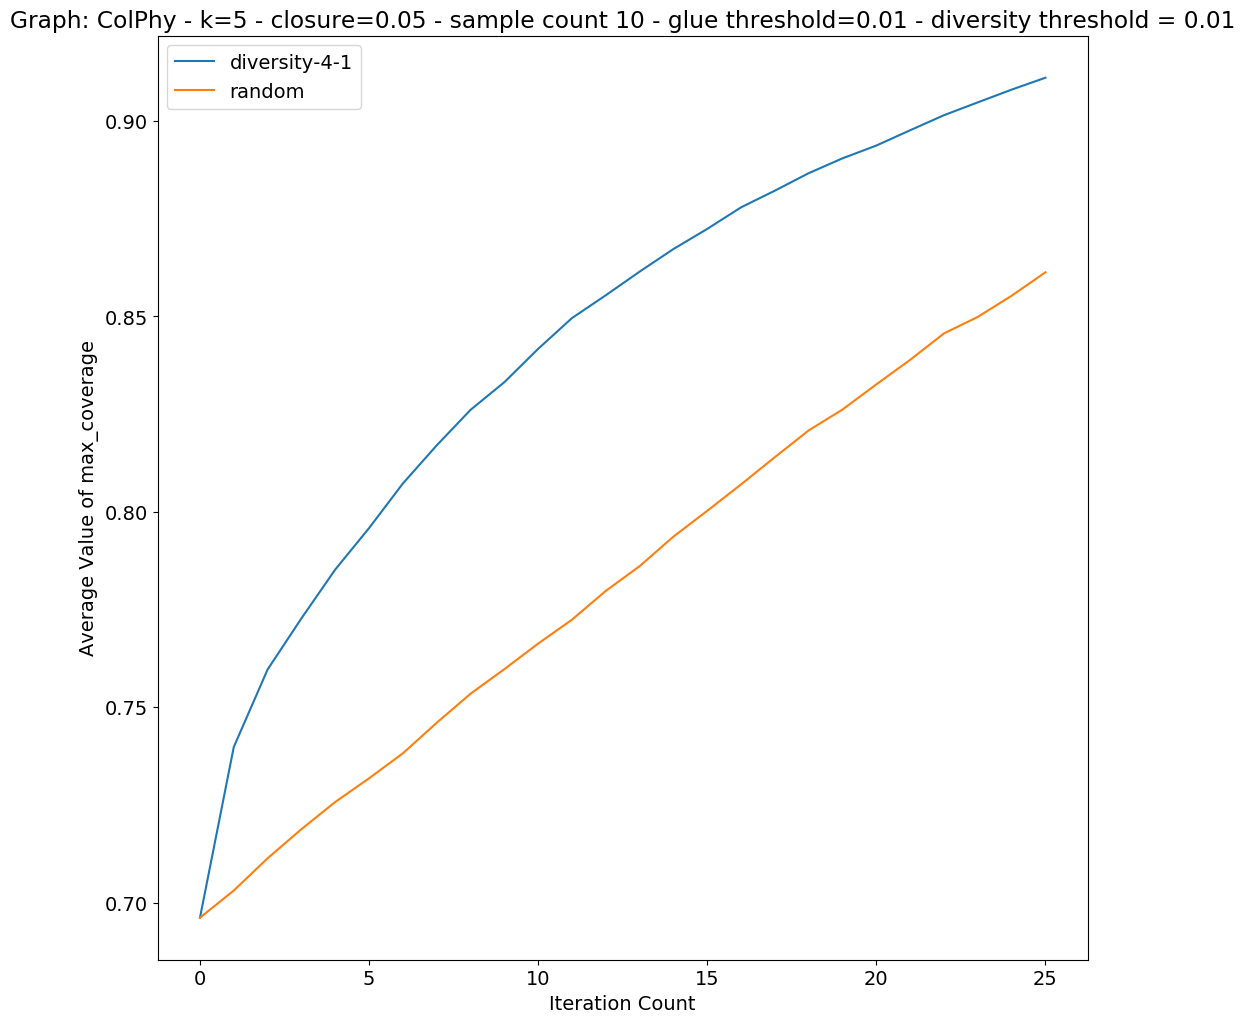 Graph: ColPhy - k=5 - closure=0.05 - sample count 10 - glue threshold=0.01 - diversity threshold = 0.01
diversity-4-1
random
0.90
0.85
0.80
0.75
0.70
Average Value of max_coverage
0 5 10 15 20 25
Iteration Count